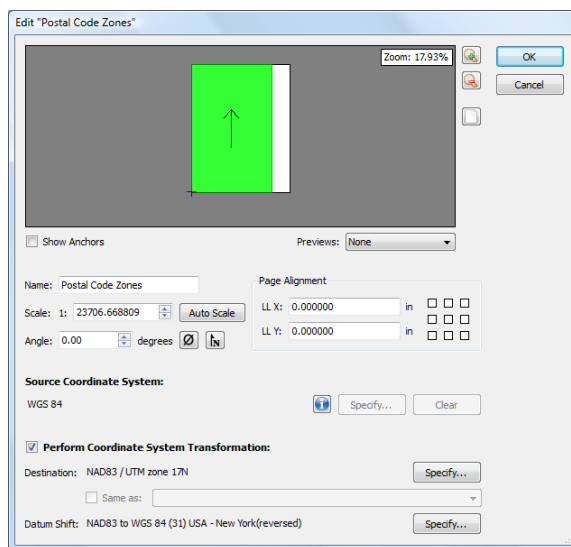 Edit "Postal Code Zones"
Zoom: 17.93%
OK
Cancel
Show Anchors
Previews: None
Name: Postal Code Zones
Scale: 1: 23706.668809 Auto Scale
Angle: 0.00 degrees Ø N
Page Alignment
LL X: 0.000000 in
LL Y: 0.000000 in
Source Coordinate System:
WGS 84
Specify... Clear
Perform Coordinate System Transformation:
Destination: NAD83 / UTM zone 17N Specify...
Same as:
Datum Shift: NAD83 to WGS 84 (31) USA - New York(reversed) Specify...